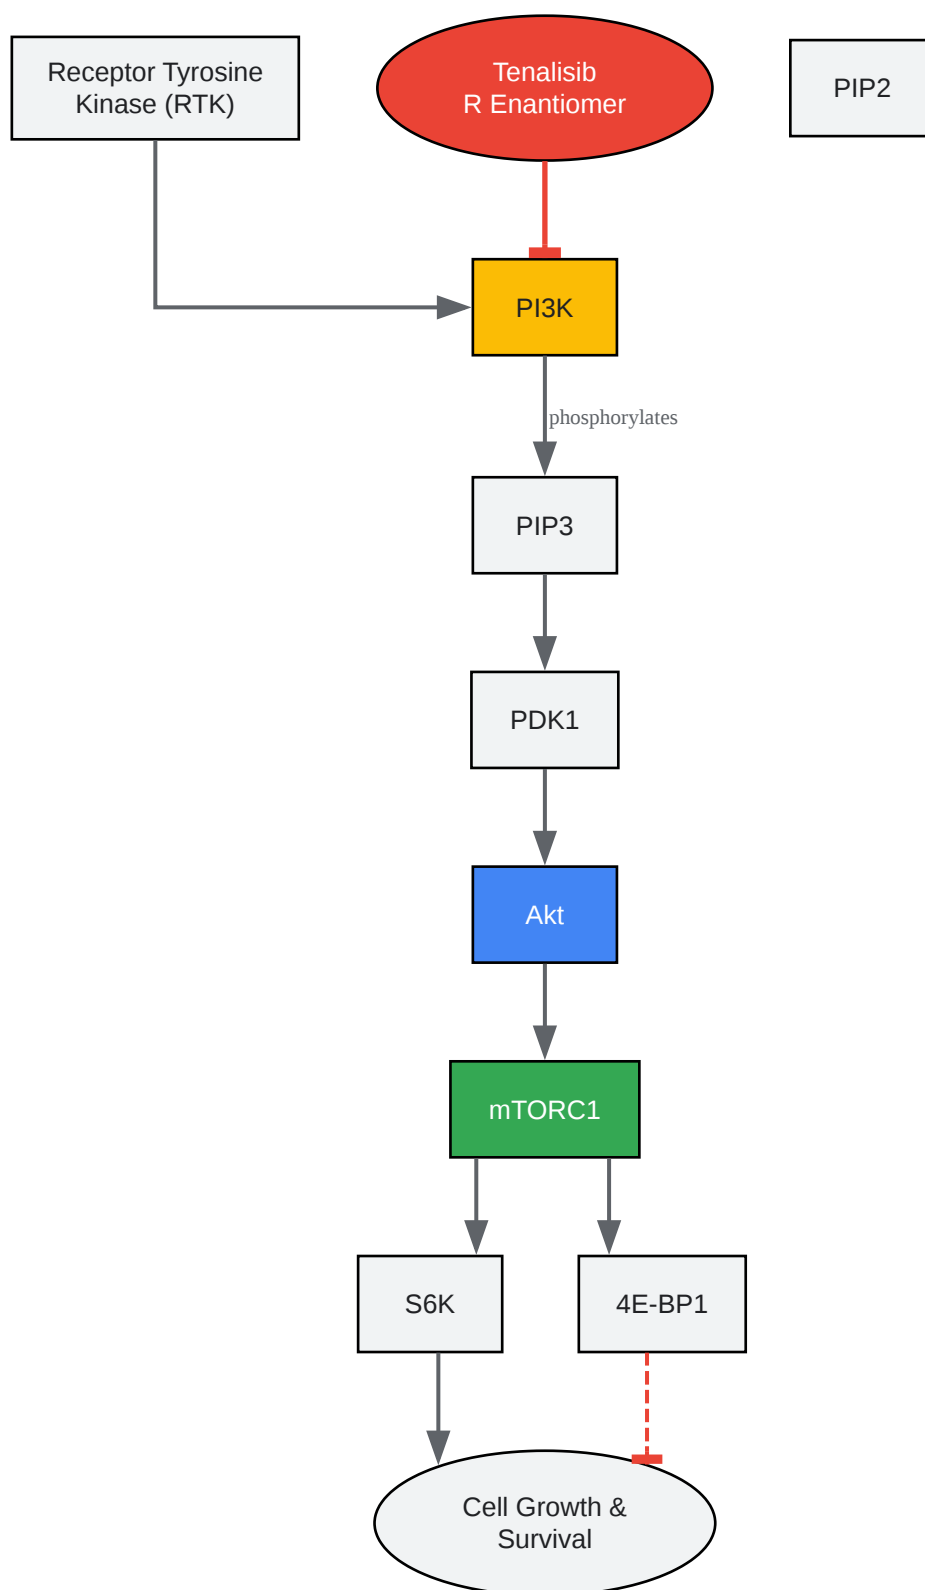 Receptor Tyrosine
Kinase (RTK)
Tenalisib
R Enantiomer
PIP2
PI3K
phosphorylates
PIP3
PDK1
Akt
mTORC1
S6K
4E-BP1
Cell Growth &
Survival